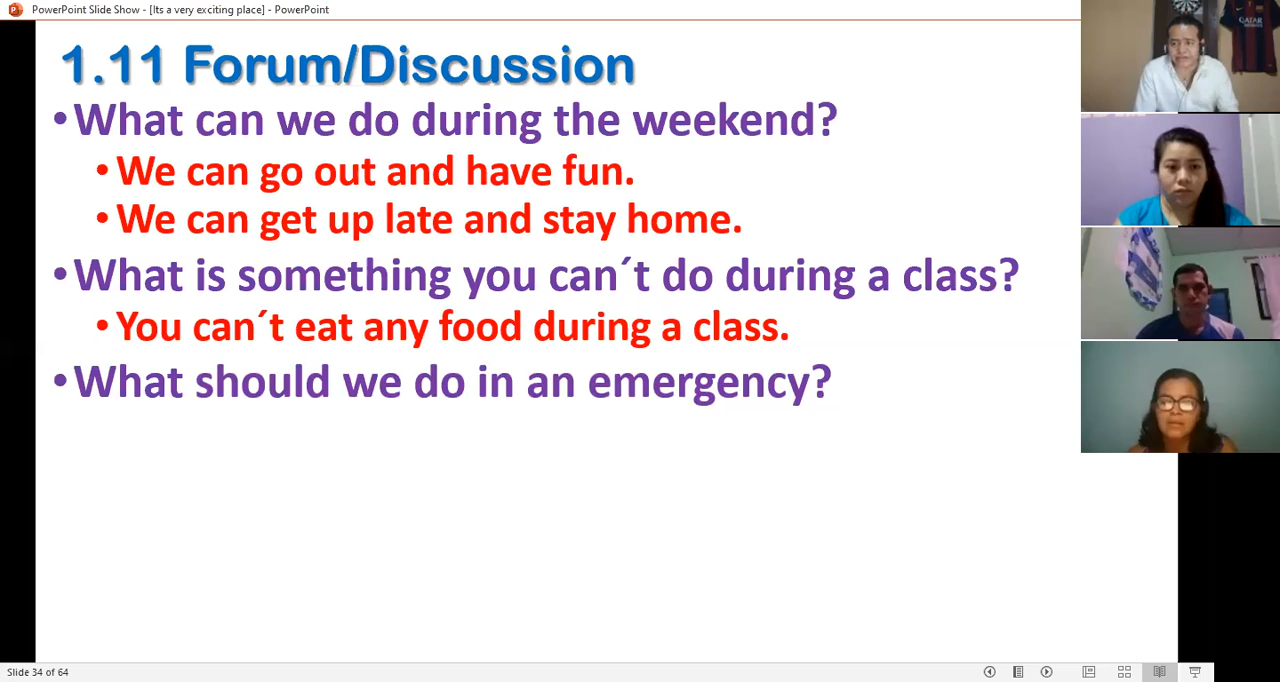 PowerPoint Slide Show - [Its a very exciting place] - PowerPoint
QATAR
1.11 Forum/Discussion
•What can we do during the weekend?
•We can go out and have fun.
•We can get up late and stay home.
•What is something you can´t do during a class?
•You can´t eat any food during a class.
•What should we do in an emergency?
Slide 34 of 64